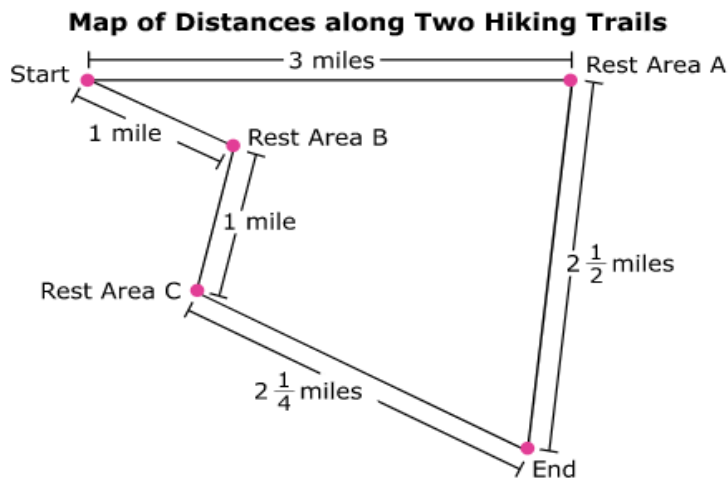 Map of Distances along Two Hiking Trails
3 miles
Start
Rest Area A
1 mile
Rest Area B
1 mile
2 1/2 miles
Rest Area C
2 1/4 miles
End